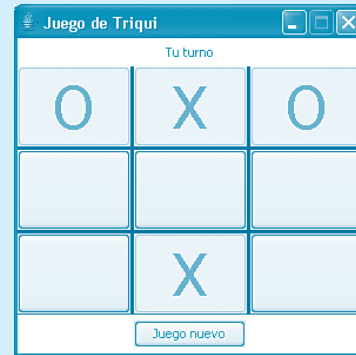 Juego de Triqui
Tu turno
O X O
X
Juego nuevo